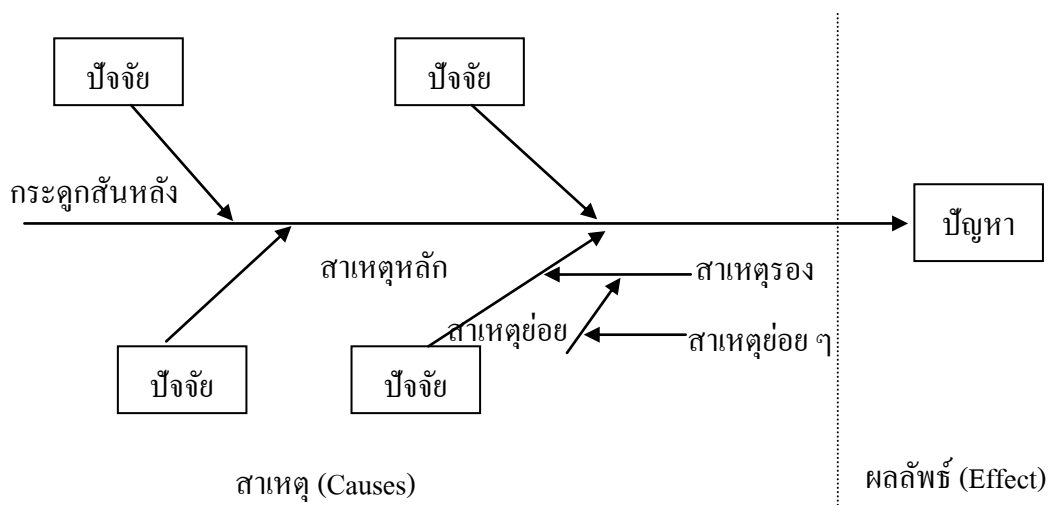 ปัจจัย
ปัจจัย
กระดูกสันหลัง
ปัญหา
สาเหตุหลัก
สาเหตุรอง
สาเหตุย่อย
สาเหตุย่อย ๆ
ปัจจัย
ปัจจัย
สาเหตุ (Causes)
ผลลัพธ์ (Effect)